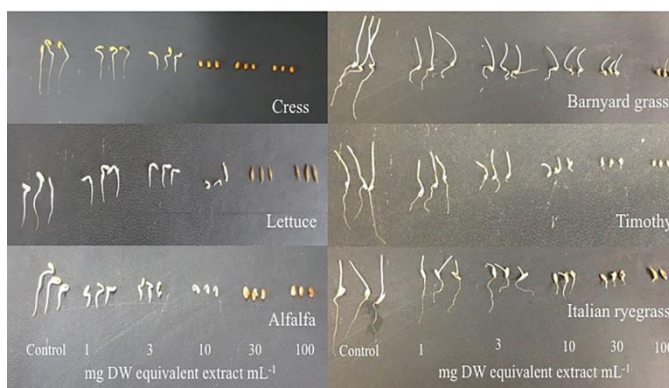 Cress
Barnyard grass
Lettuce
Timothy
Alfalfa
Italian ryegrass
Control 1 3 10 30 100
Control 1 3 10 30 100
mg DW equivalent extract mL⁻¹
mg DW equivalent extract mL⁻¹